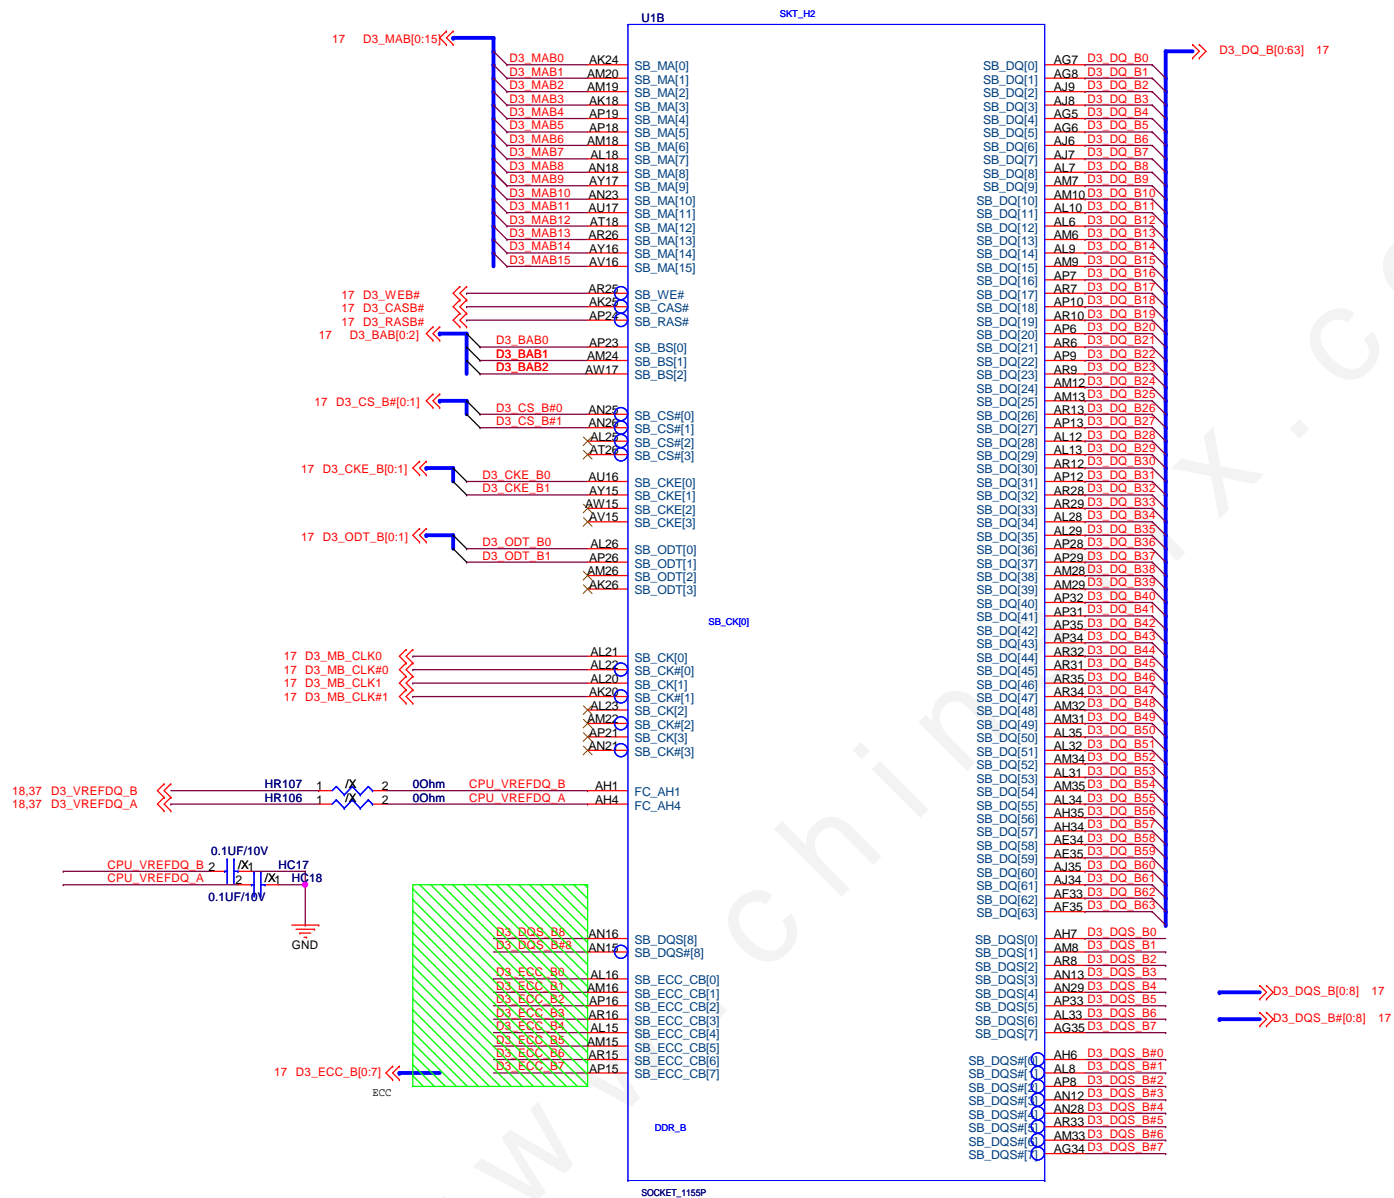 U1B
SKT_H2
17 D3_MAB[0:15]
D3_DQ_B[0:63] 17
D3_MAB0 AK24 SB_MA[0]
D3_MAB1 AM20 SB_MA[1]
D3_MAB2 AM19 SB_MA[2]
D3_MAB3 AK18 SB_MA[3]
D3_MAB4 AP19 SB_MA[4]
D3_MAB5 AP18 SB_MA[5]
D3_MAB6 AM18 SB_MA[6]
D3_MAB7 AL18 SB_MA[7]
D3_MAB8 AN18 SB_MA[8]
D3_MAB9 AY17 SB_MA[9]
D3_MAB10 AN23 SB_MA[10]
D3_MAB11 AU17 SB_MA[11]
D3_MAB12 AT18 SB_MA[12]
D3_MAB13 AR26 SB_MA[13]
D3_MAB14 AY16 SB_MA[14]
D3_MAB15 AV16 SB_MA[15]
17 D3_WEB# AR25 SB_WE#
17 D3_CASB# AK25 SB_CAS#
17 D3_RASB# AP24 SB_RAS#
17 D3_BAB[0:2]
D3_BAB0 AP23 SB_BS[0]
D3_BAB1 AM24 SB_BS[1]
D3_BAB2 AW17 SB_BS[2]
17 D3_CS_B#[0:1]
D3_CS_B#0 AN25 SB_CS#[0]
D3_CS_B#1 AN26 SB_CS#[1]
AL25 SB_CS#[2]
AT26 SB_CS#[3]
17 D3_CKE_B[0:1]
D3_CKE_B0 AU16 SB_CKE[0]
D3_CKE_B1 AY15 SB_CKE[1]
AW15 SB_CKE[2]
AV15 SB_CKE[3]
17 D3_ODT_B[0:1]
D3_ODT_B0 AL26 SB_ODT[0]
D3_ODT_B1 AP26 SB_ODT[1]
AM26 SB_ODT[2]
AK26 SB_ODT[3]
SB_CK[0]
17 D3_MB_CLK0 AL21 SB_CK[0]
17 D3_MB_CLK#0 AL22 SB_CK#[0]
17 D3_MB_CLK1 AL20 SB_CK[1]
17 D3_MB_CLK#1 AK20 SB_CK#[1]
AL23 SB_CK[2]
AM22 SB_CK#[2]
AP21 SB_CK[3]
AN21 SB_CK#[3]
18,37 D3_VREFDQ_B HR107 1 /X 2 0Ohm CPU_VREFDQ_B AH1 FC_AH1
18,37 D3_VREFDQ_A HR106 1 /X 2 0Ohm CPU_VREFDQ_A AH4 FC_AH4
0.1UF/10V
CPU_VREFDQ_B 2 /X 1 HC17
CPU_VREFDQ_A 2 /X 1 HC18
0.1UF/10V
GND
D3_DQS_B8 AN16 SB_DQS[8]
D3_DQS_B#8 AN15 SB_DQS#[8]
D3_ECC_B0 AL16 SB_ECC_CB[0]
D3_ECC_B1 AM16 SB_ECC_CB[1]
D3_ECC_B2 AP16 SB_ECC_CB[2]
D3_ECC_B3 AR16 SB_ECC_CB[3]
D3_ECC_B4 AL15 SB_ECC_CB[4]
D3_ECC_B5 AM15 SB_ECC_CB[5]
D3_ECC_B6 AR15 SB_ECC_CB[6]
D3_ECC_B7 AP15 SB_ECC_CB[7]
17 D3_ECC_B[0:7]
ECC
DDR_B
SOCKET_1155P
SB_DQ[0] AG7 D3_DQ_B0
SB_DQ[1] AG8 D3_DQ_B1
SB_DQ[2] AJ9 D3_DQ_B2
SB_DQ[3] AJ8 D3_DQ_B3
SB_DQ[4] AG5 D3_DQ_B4
SB_DQ[5] AG6 D3_DQ_B5
SB_DQ[6] AJ6 D3_DQ_B6
SB_DQ[7] AJ7 D3_DQ_B7
SB_DQ[8] AL7 D3_DQ_B8
SB_DQ[9] AM7 D3_DQ_B9
SB_DQ[10] AM10 D3_DQ_B10
SB_DQ[11] AL10 D3_DQ_B11
SB_DQ[12] AL6 D3_DQ_B12
SB_DQ[13] AM6 D3_DQ_B13
SB_DQ[14] AL9 D3_DQ_B14
SB_DQ[15] AM9 D3_DQ_B15
SB_DQ[16] AP7 D3_DQ_B16
SB_DQ[17] AR7 D3_DQ_B17
SB_DQ[18] AP10 D3_DQ_B18
SB_DQ[19] AR10 D3_DQ_B19
SB_DQ[20] AP6 D3_DQ_B20
SB_DQ[21] AR6 D3_DQ_B21
SB_DQ[22] AP9 D3_DQ_B22
SB_DQ[23] AR9 D3_DQ_B23
SB_DQ[24] AM12 D3_DQ_B24
SB_DQ[25] AM13 D3_DQ_B25
SB_DQ[26] AR13 D3_DQ_B26
SB_DQ[27] AP13 D3_DQ_B27
SB_DQ[28] AL12 D3_DQ_B28
SB_DQ[29] AL13 D3_DQ_B29
SB_DQ[30] AR12 D3_DQ_B30
SB_DQ[31] AP12 D3_DQ_B31
SB_DQ[32] AR28 D3_DQ_B32
SB_DQ[33] AR29 D3_DQ_B33
SB_DQ[34] AL28 D3_DQ_B34
SB_DQ[35] AL29 D3_DQ_B35
SB_DQ[36] AP28 D3_DQ_B36
SB_DQ[37] AP29 D3_DQ_B37
SB_DQ[38] AM28 D3_DQ_B38
SB_DQ[39] AM29 D3_DQ_B39
SB_DQ[40] AP32 D3_DQ_B40
SB_DQ[41] AP31 D3_DQ_B41
SB_DQ[42] AP35 D3_DQ_B42
SB_DQ[43] AP34 D3_DQ_B43
SB_DQ[44] AR32 D3_DQ_B44
SB_DQ[45] AR31 D3_DQ_B45
SB_DQ[46] AR35 D3_DQ_B46
SB_DQ[47] AR34 D3_DQ_B47
SB_DQ[48] AM32 D3_DQ_B48
SB_DQ[49] AM31 D3_DQ_B49
SB_DQ[50] AL35 D3_DQ_B50
SB_DQ[51] AL32 D3_DQ_B51
SB_DQ[52] AM34 D3_DQ_B52
SB_DQ[53] AL31 D3_DQ_B53
SB_DQ[54] AM35 D3_DQ_B54
SB_DQ[55] AL34 D3_DQ_B55
SB_DQ[56] AH35 D3_DQ_B56
SB_DQ[57] AH34 D3_DQ_B57
SB_DQ[58] AE34 D3_DQ_B58
SB_DQ[59] AE35 D3_DQ_B59
SB_DQ[60] AJ35 D3_DQ_B60
SB_DQ[61] AJ34 D3_DQ_B61
SB_DQ[62] AF33 D3_DQ_B62
SB_DQ[63] AF35 D3_DQ_B63
SB_DQS[0] AH7 D3_DQS_B0
SB_DQS[1] AM8 D3_DQS_B1
SB_DQS[2] AR8 D3_DQS_B2
SB_DQS[3] AN13 D3_DQS_B3
SB_DQS[4] AN29 D3_DQS_B4
SB_DQS[5] AP33 D3_DQS_B5
SB_DQS[6] AL33 D3_DQS_B6
SB_DQS[7] AG35 D3_DQS_B7
D3_DQS_B[0:8] 17
D3_DQS_B#[0:8] 17
SB_DQS#[0] AH6 D3_DQS_B#0
SB_DQS#[1] AL8 D3_DQS_B#1
SB_DQS#[2] AP8 D3_DQS_B#2
SB_DQS#[3] AN12 D3_DQS_B#3
SB_DQS#[4] AN28 D3_DQS_B#4
SB_DQS#[5] AR33 D3_DQS_B#5
SB_DQS#[6] AM33 D3_DQS_B#6
SB_DQS#[7] AG34 D3_DQS_B#7